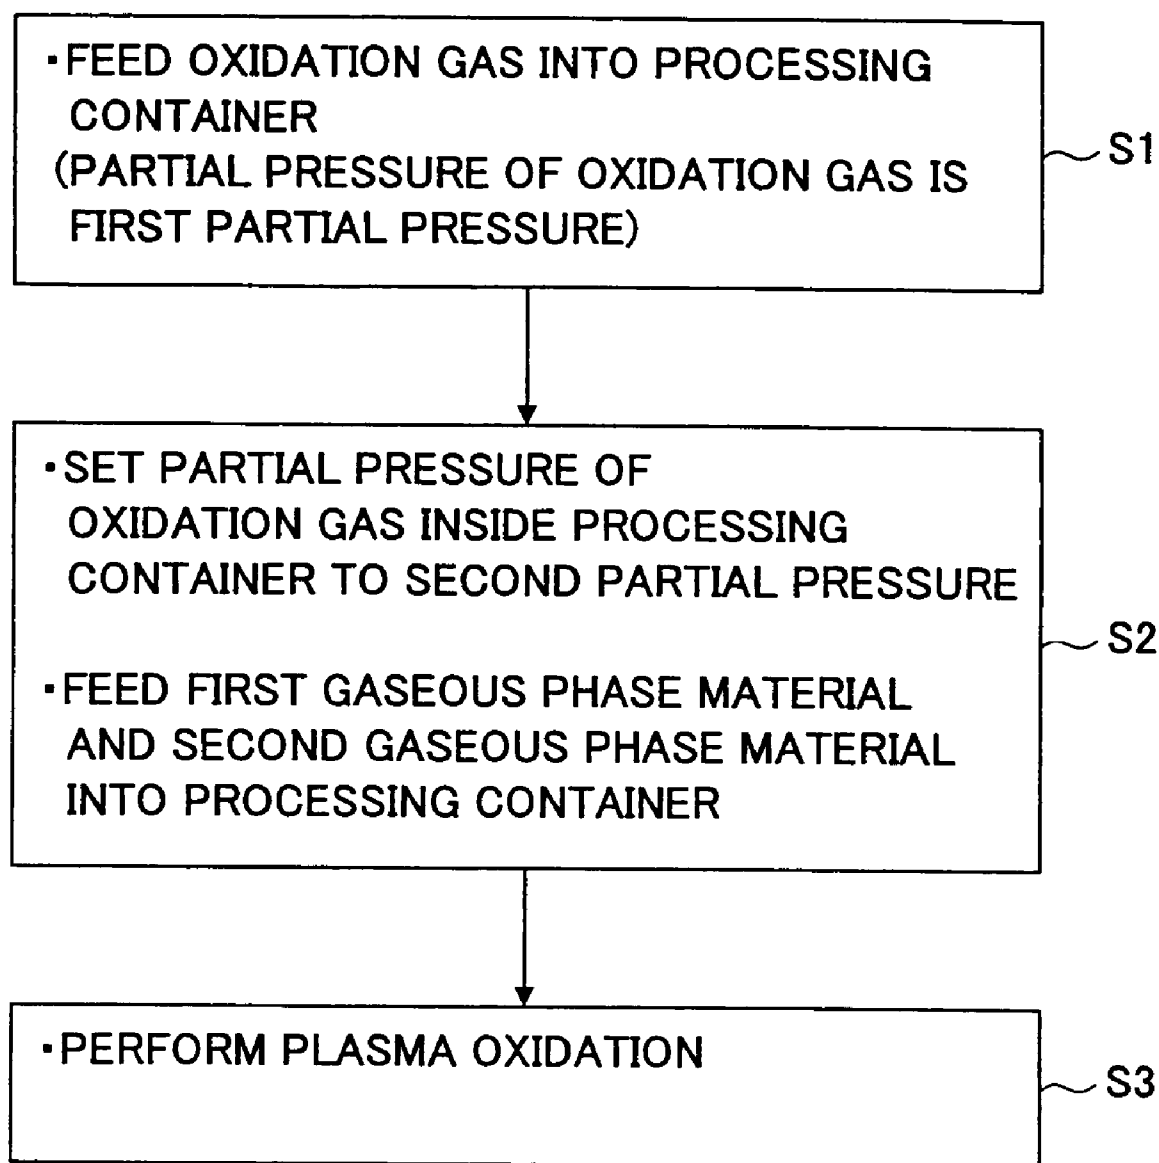 ·FEED OXIDATION GAS INTO PROCESSING
CONTAINER
(PARTIAL PRESSURE OF OXIDATION GAS IS
FIRST PARTIAL PRESSURE)
S1
·SET PARTIAL PRESSURE OF
OXIDATION GAS INSIDE PROCESSING
CONTAINER TO SECOND PARTIAL PRESSURE
·FEED FIRST GASEOUS PHASE MATERIAL
AND SECOND GASEOUS PHASE MATERIAL
INTO PROCESSING CONTAINER
S2
·PERFORM PLASMA OXIDATION
S3